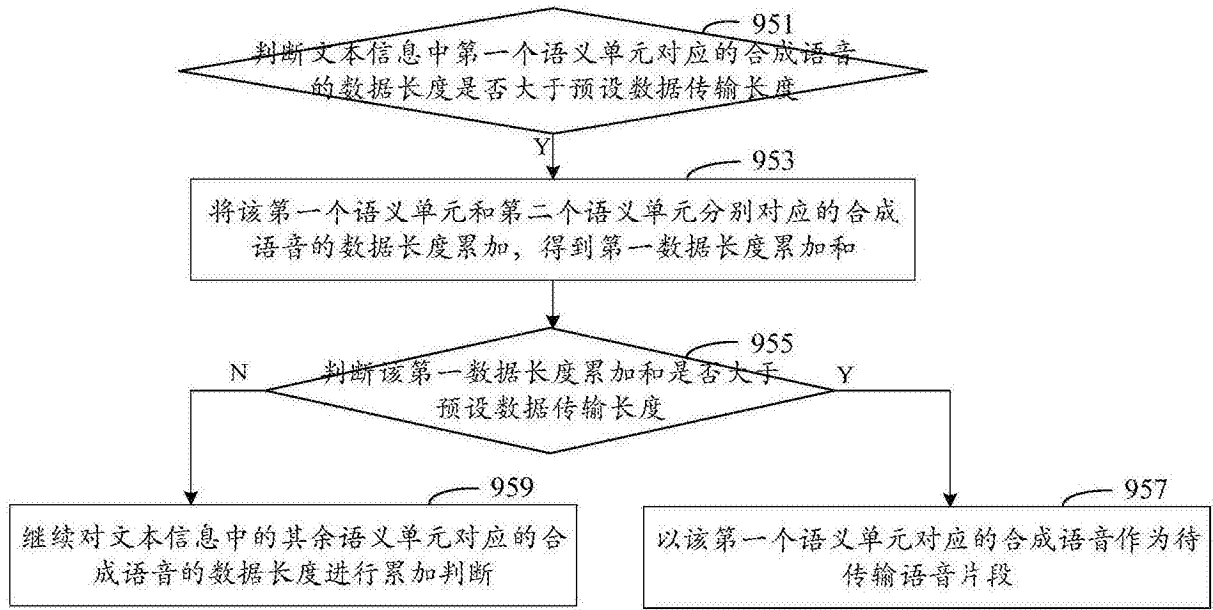 951
判断文本信息中第一个语义单元对应的合成语音
的数据长度是否大于预设数据传输长度
Y
953
将该第一个语义单元和第二个语义单元分别对应的合成
语音的数据长度累加，得到第一数据长度累加和
955
判断该第一数据长度累加和是否大于
预设数据传输长度
N
Y
959
继续对文本信息中的其余语义单元对应的合
成语音的数据长度进行累加判断
957
以该第一个语义单元对应的合成语音作为待
传输语音片段